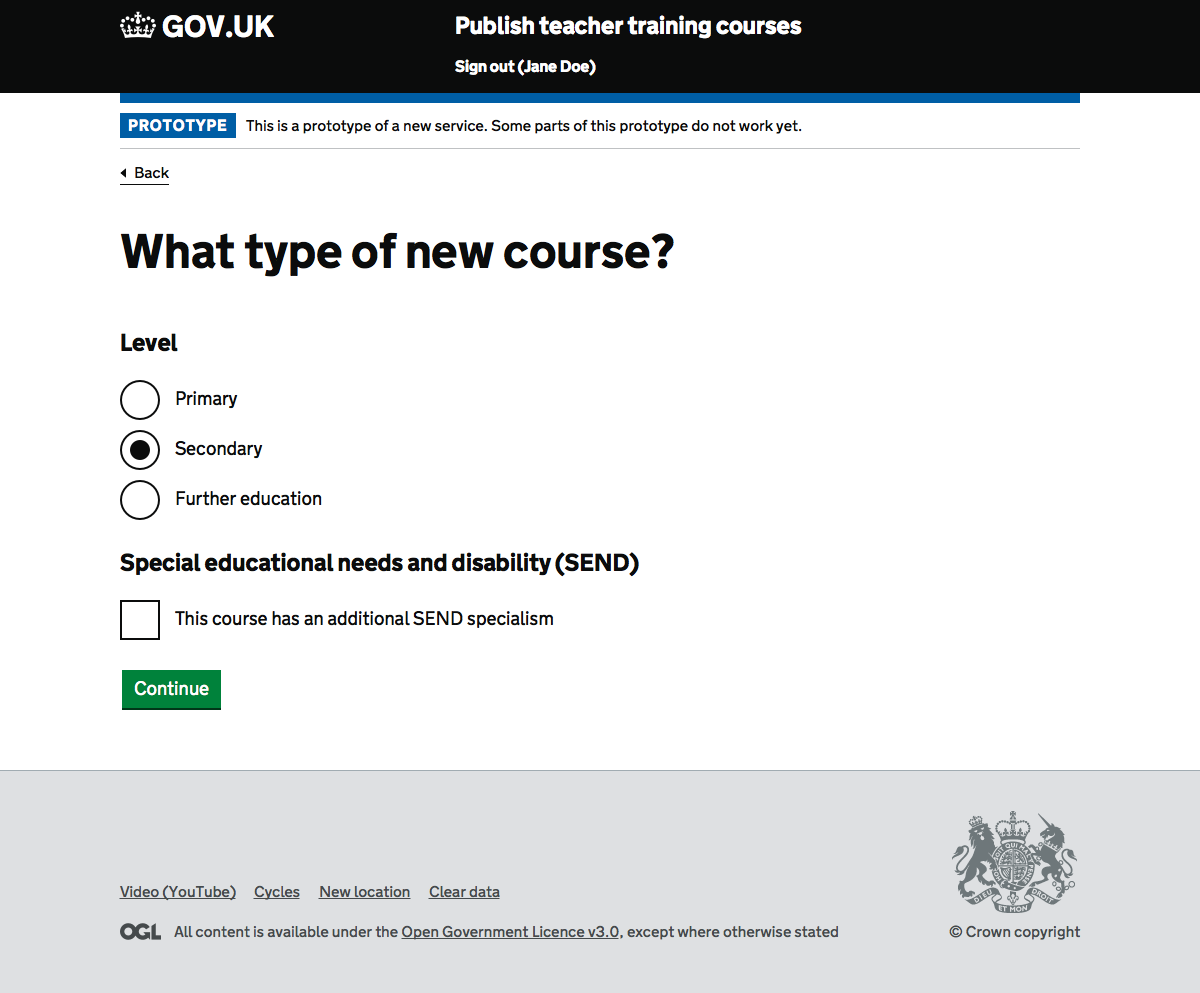 GOV.UK
Publish teacher training courses
Sign out (Jane Doe)
PROTOTYPE This is a prototype of a new service. Some parts of this prototype do not work yet.
Back
What type of new course?
Level
Primary
Secondary
Further education
Special educational needs and disability (SEND)
This course has an additional SEND specialism
Continue
Video (YouTube) Cycles New location Clear data
OGL All content is available under the Open Government Licence v3.0, except where otherwise stated
DIEU ET MON DROIT
© Crown copyright